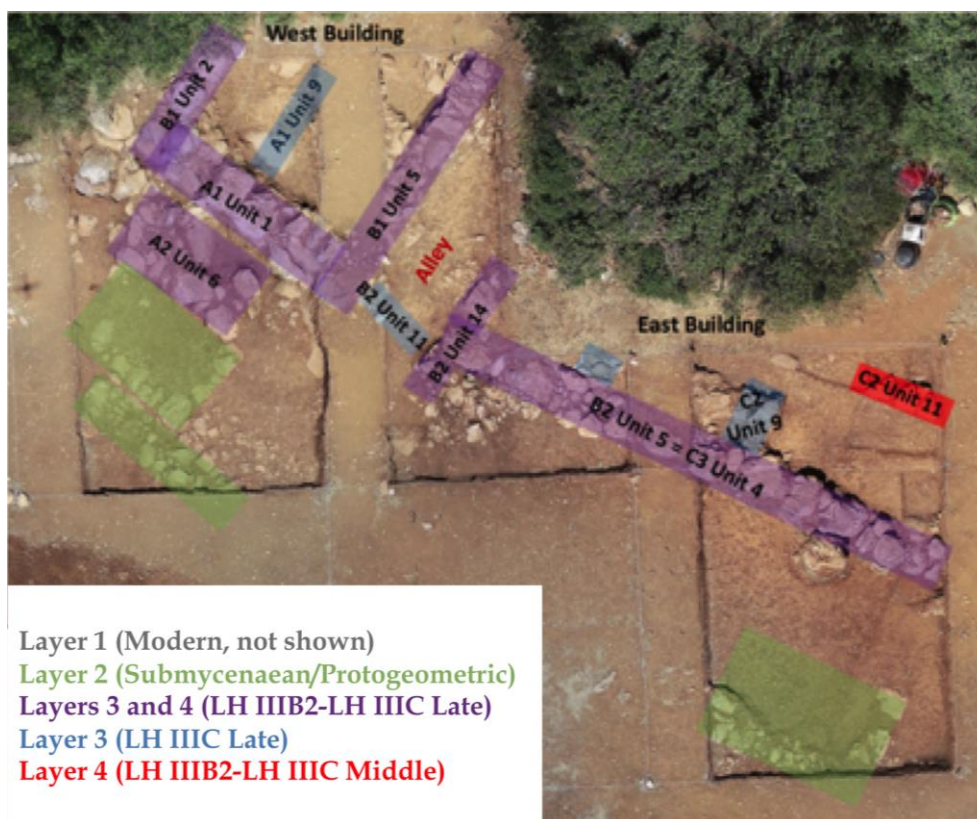 West Building
B1 Unit 2
A1 Unit 9
A1 Unit 1
B1 Unit 5
A2 Unit 6
Alley
B2 Unit 11
B2 Unit 14
East Building
B2 Unit 5 = C3 Unit 4
Unit 9
C2 Unit 11
Layer 1 (Modern, not shown)
Layer 2 (Submycenaean/Protogeometric)
Layers 3 and 4 (LH IIIB2-LH IIIC Late)
Layer 3 (LH IIIC Late)
Layer 4 (LH IIIB2-LH IIIC Middle)